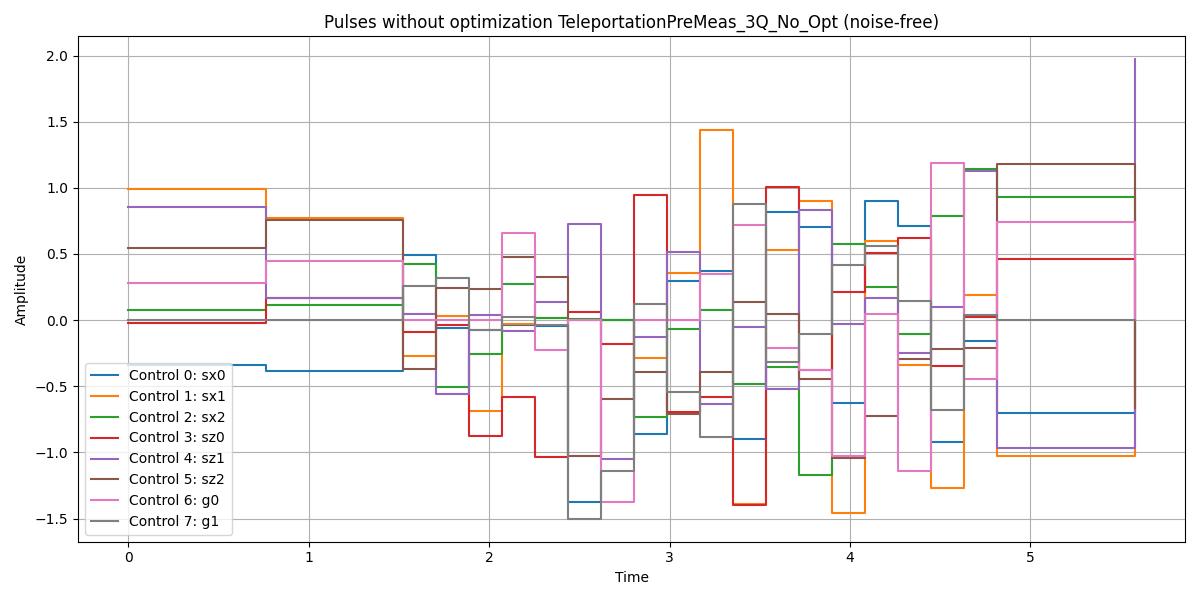 Pulses without optimization TeleportationPreMeas_3Q_No_Opt (noise-free)
2.0
1.5
1.0
0.5
0.0
−0.5
−1.0
−1.5
Amplitude
Control 0: sx0
Control 1: sx1
Control 2: sx2
Control 3: sz0
Control 4: sz1
Control 5: sz2
Control 6: g0
Control 7: g1
0 1 2 3 4 5
Time